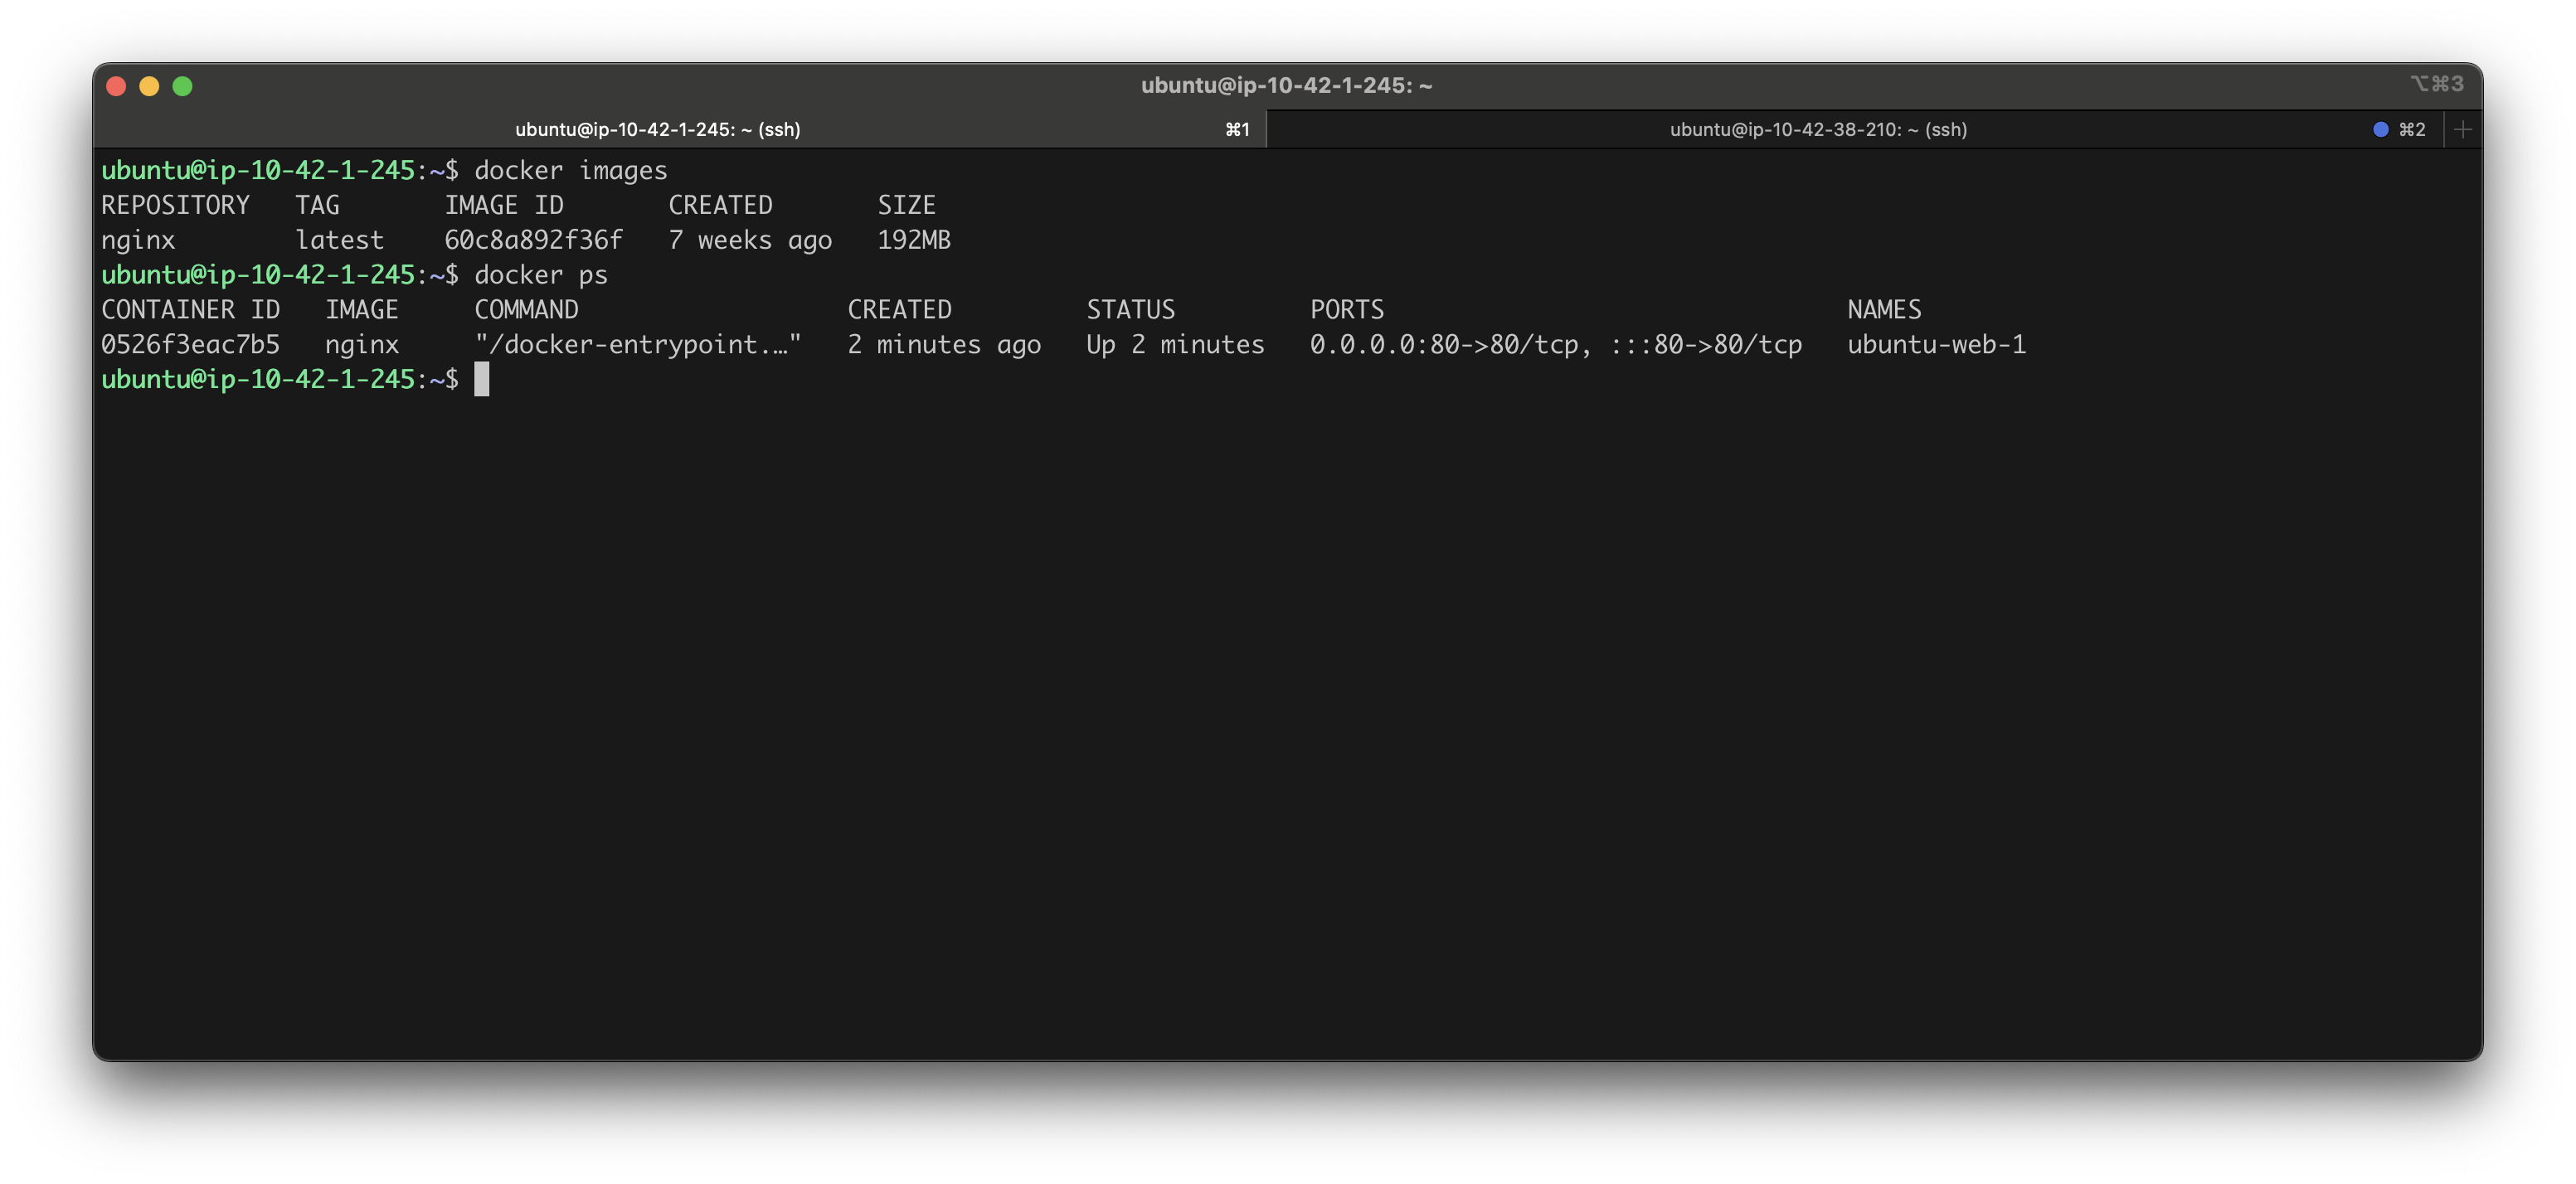 ubuntu@ip-10-42-1-245: ~
⌥⌘3
ubuntu@ip-10-42-1-245: ~ (ssh)
⌘1
ubuntu@ip-10-42-38-210: ~ (ssh)
⌘2
ubuntu@ip-10-42-1-245:~$ docker images
REPOSITORY   TAG       IMAGE ID       CREATED       SIZE
nginx        latest    60c8a892f36f   7 weeks ago   192MB
ubuntu@ip-10-42-1-245:~$ docker ps
CONTAINER ID   IMAGE     COMMAND                  CREATED         STATUS         PORTS                               NAMES
0526f3eac7b5   nginx     "/docker-entrypoint.…"   2 minutes ago   Up 2 minutes   0.0.0.0:80->80/tcp, :::80->80/tcp   ubuntu-web-1
ubuntu@ip-10-42-1-245:~$